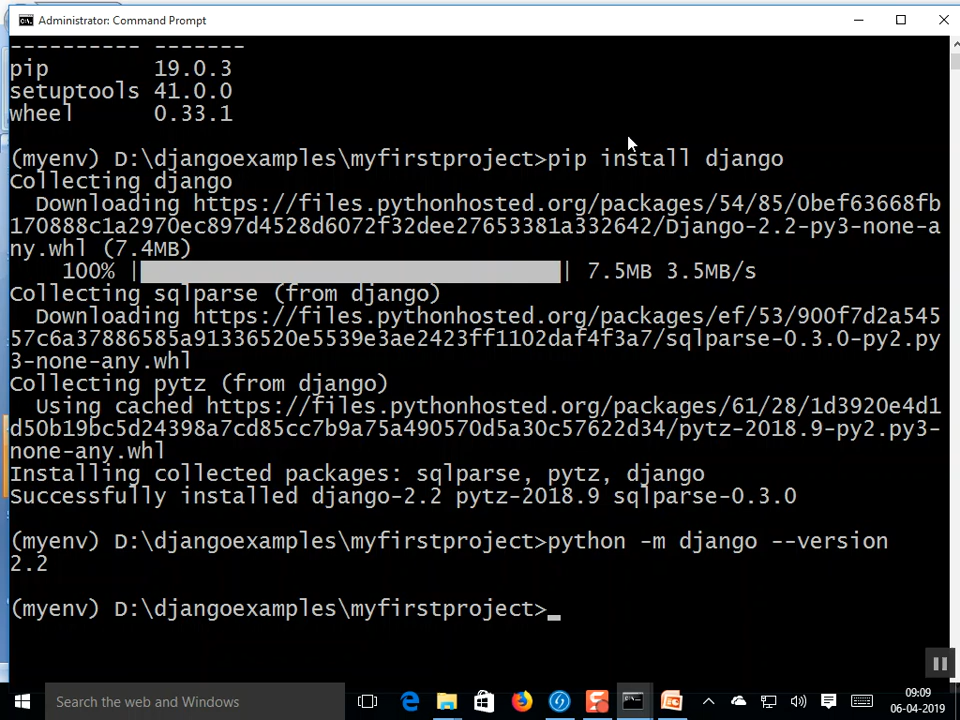 Administrator: Command Prompt
---------- -------
pip        19.0.3
setuptools 41.0.0
wheel      0.33.1
(myenv) D:\djangoexamples\myfirstproject>pip install django
Collecting django
  Downloading https://files.pythonhosted.org/packages/54/85/0bef63668fb
170888c1a2970ec897d4528d6072f32dee27653381a332642/Django-2.2-py3-none-a
ny.whl (7.4MB)
    100% || 7.5MB 3.5MB/s
Collecting sqlparse (from django)
  Downloading https://files.pythonhosted.org/packages/ef/53/900f7d2a545
57c6a37886585a91336520e5539e3ae2423ff1102daf4f3a7/sqlparse-0.3.0-py2.py
3-none-any.whl
Collecting pytz (from django)
  Using cached https://files.pythonhosted.org/packages/61/28/1d3920e4d1
d50b19bc5d24398a7cd85cc7b9a75a490570d5a30c57622d34/pytz-2018.9-py2.py3-
none-any.whl
Installing collected packages: sqlparse, pytz, django
Successfully installed django-2.2 pytz-2018.9 sqlparse-0.3.0
(myenv) D:\djangoexamples\myfirstproject>python -m django --version
2.2
(myenv) D:\djangoexamples\myfirstproject>_
Search the web and Windows
09:09
06-04-2019